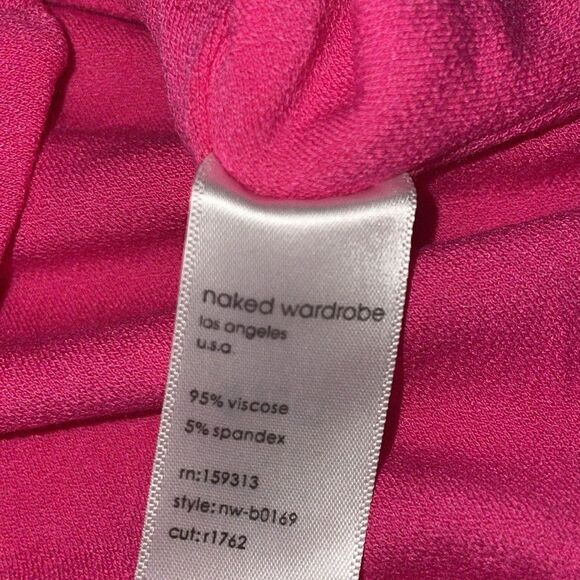 naked wardrobe
los angeles
u.s.a
95% viscose
5% spandex
rn:159313
style:nw-b0169
cut:r1762